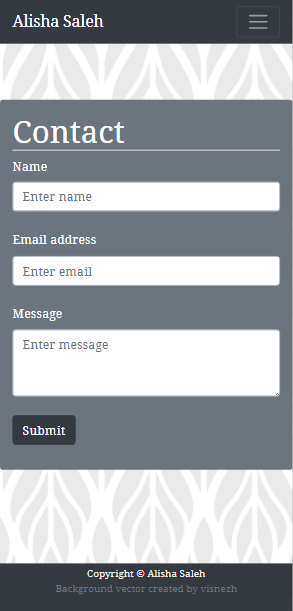 Alisha Saleh
Contact
Name
Enter name
Email address
Enter email
Message
Enter message
Submit
Copyright © Alisha Saleh
Background vector created by visnezh